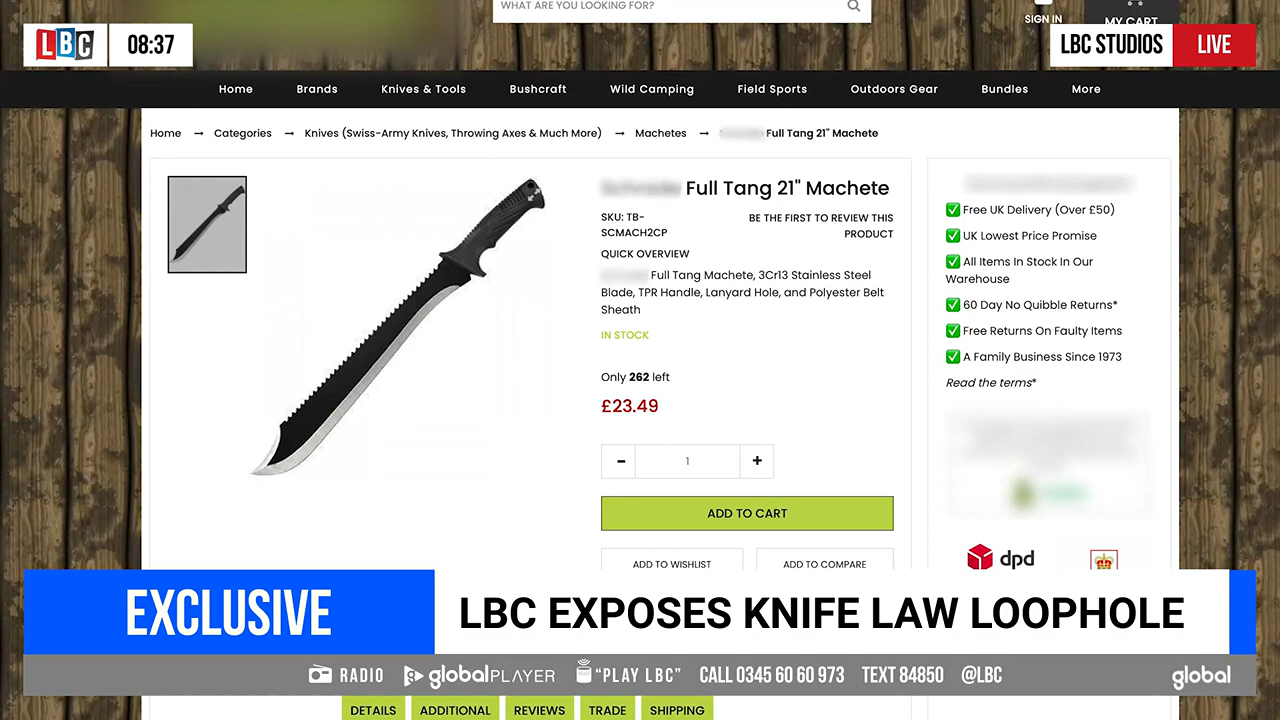 WHAT ARE YOU LOOKING FOR?
SIGN IN
MY CART
LBC
08:37
LBC STUDIOS
LIVE
Home
Brands
Knives & Tools
Bushcraft
Wild Camping
Field Sports
Outdoors Gear
Bundles
More
Home → Categories → Knives (Swiss-Army Knives, Throwing Axes & Much More) → Machetes → Full Tang 21" Machete
Full Tang 21" Machete
SKU: TB-
SCMACH2CP
BE THE FIRST TO REVIEW THIS
PRODUCT
QUICK OVERVIEW
Full Tang Machete, 3Cr13 Stainless Steel
Blade, TPR Handle, Lanyard Hole, and Polyester Belt
Sheath
IN STOCK
Only 262 left
£23.49
- 1 +
ADD TO CART
ADD TO WISHLIST
ADD TO COMPARE
✅ Free UK Delivery (Over £50)
✅ UK Lowest Price Promise
✅ All Items In Stock In Our
Warehouse
✅ 60 Day No Quibble Returns*
✅ Free Returns On Faulty Items
✅ A Family Business Since 1973
Read the terms*
dpd
EXCLUSIVE
LBC EXPOSES KNIFE LAW LOOPHOLE
RADIO
globalPLAYER
“PLAY LBC”
CALL 0345 60 60 973
TEXT 84850
@LBC
global
DETAILS
ADDITIONAL
REVIEWS
TRADE
SHIPPING